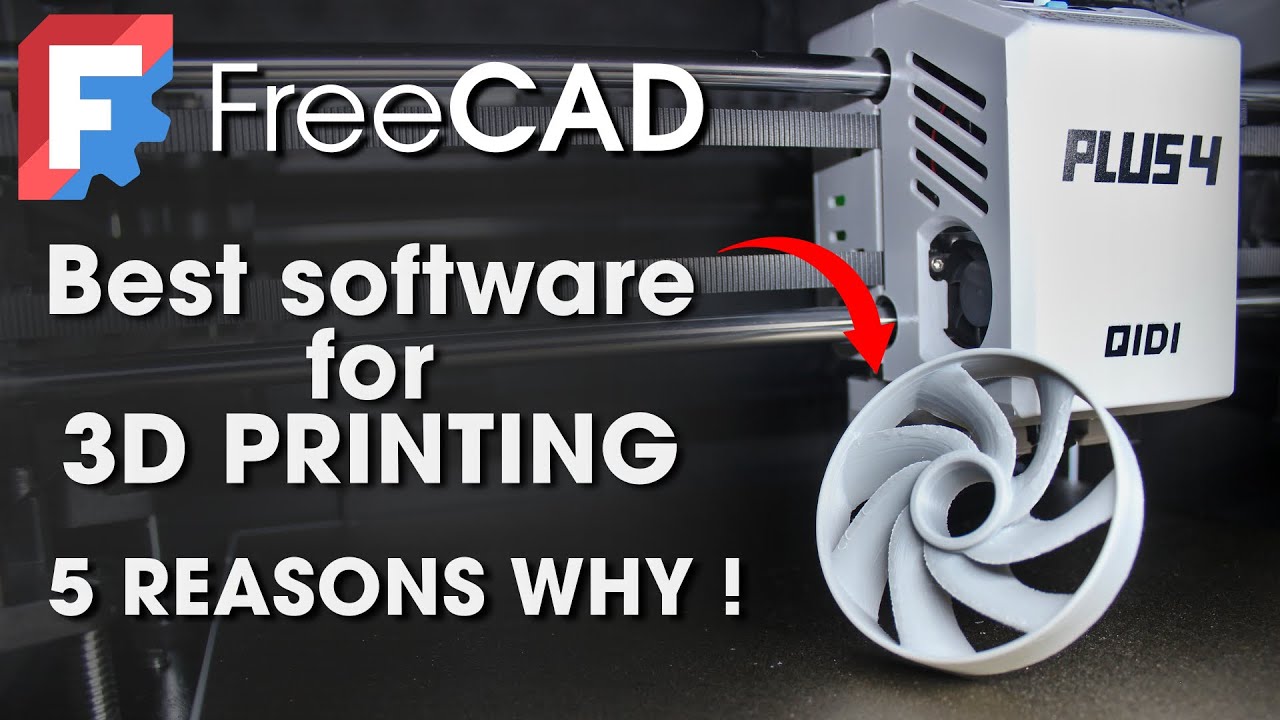 F FreeCAD
Best software
for
3D PRINTING
5 REASONS WHY !
PLUS4
QIDI